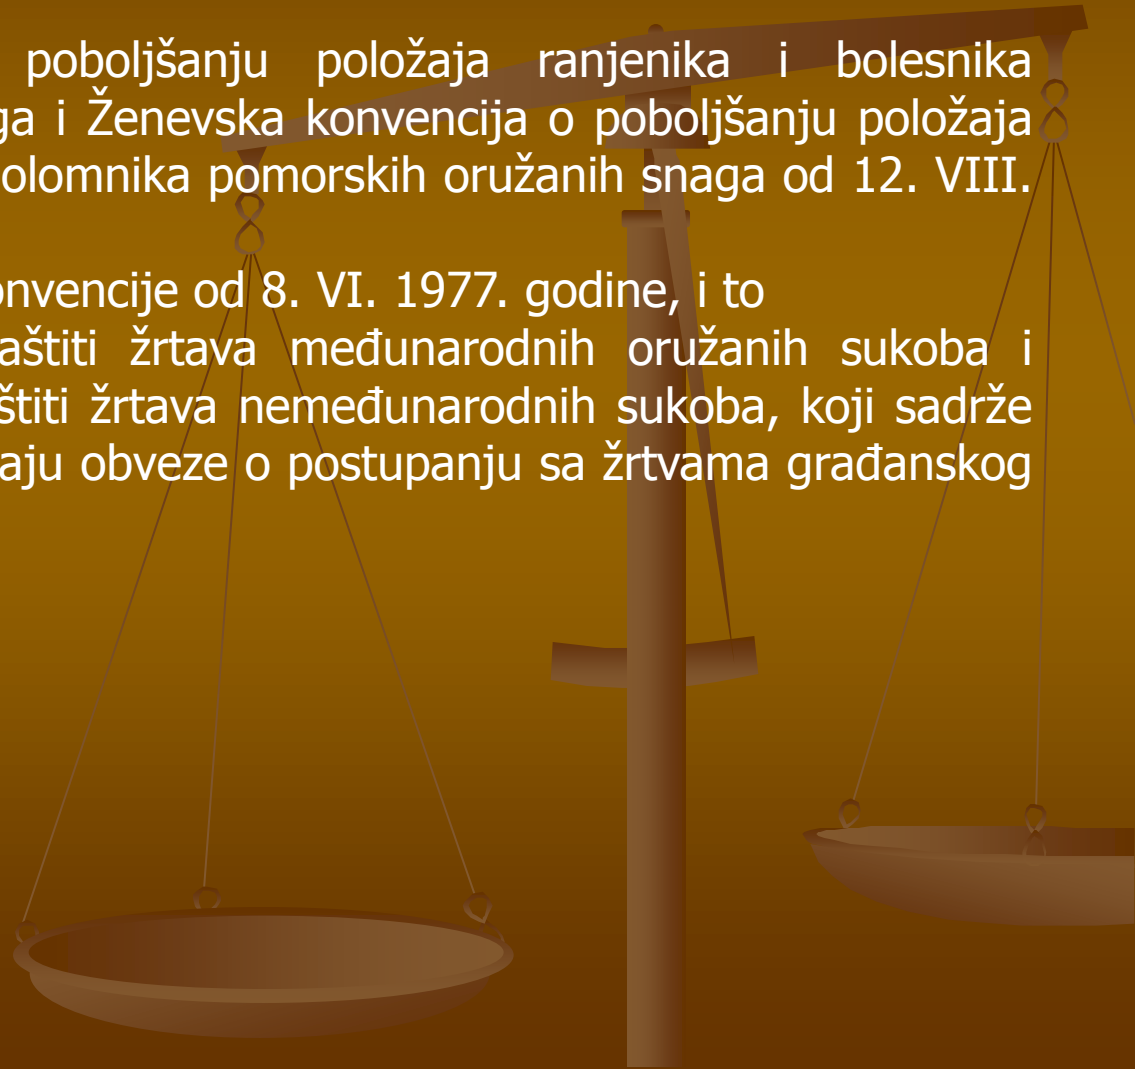 poboljšanju položaja ranjenika i bolesnika
ga i Ženevska konvencija o poboljšanju položaja
olomnika pomorskih oružanih snaga od 12. VIII.
onvencije od 8. VI. 1977. godine, i to
aštiti žrtava međunarodnih oružanih sukoba i
štiti žrtava nemeđunarodnih sukoba, koji sadrže
aju obveze o postupanju sa žrtvama građanskog